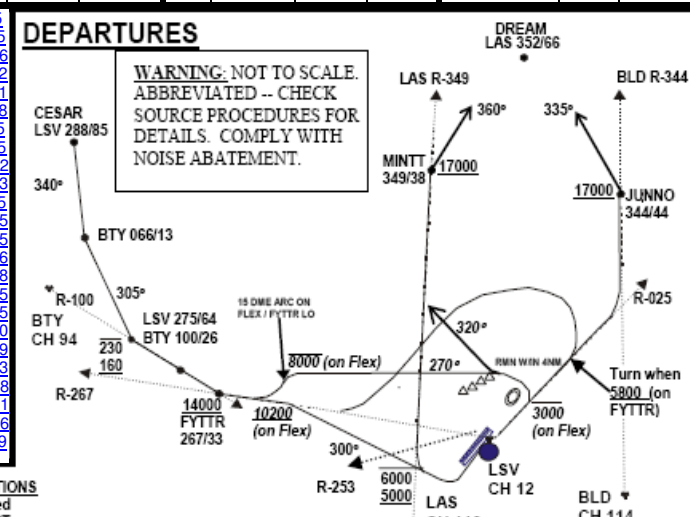 DEPARTURES
WARNING: NOT TO SCALE.
ABBREVIATED -- CHECK
SOURCE PROCEDURES FOR
DETAILS. COMPLY WITH
NOISE ABATEMENT.
DREAM
LAS 352/66
LAS R-349
BLD R-344
360°
335°
CESAR
LSV 288/85
MINTT
349/38
17000
17000
JUNNO
344/44
340°
BTY 066/13
R-100
BTY
CH 94
305°
LSV 275/64
BTY 100/26
15 DME ARC ON
FLEX / FYTTR LO
R-025
320°
230
160
8000 (on Flex)
270°
RMN W/IN 4NM
Turn when
5800 (on
FYTTR)
R-267
14000
FYTTR
267/33
10200
(on Flex)
3000
(on Flex)
300°
R-253
6000
5000
LSV
CH 12
LAS
BLD
CH 114
TIONS
ed